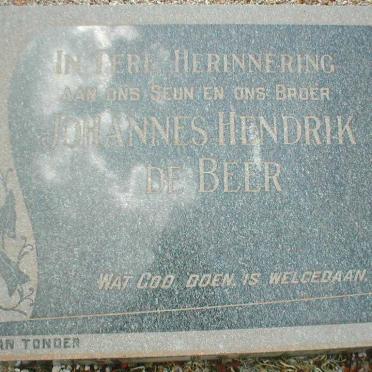 IN TERE HERINNERING
AAN ONS SEUN EN ONS BROER
JOHANNES HENDRIK
DE BEER
WAT GOD DOEN, IS WELGEDAAN.
AN TONDER